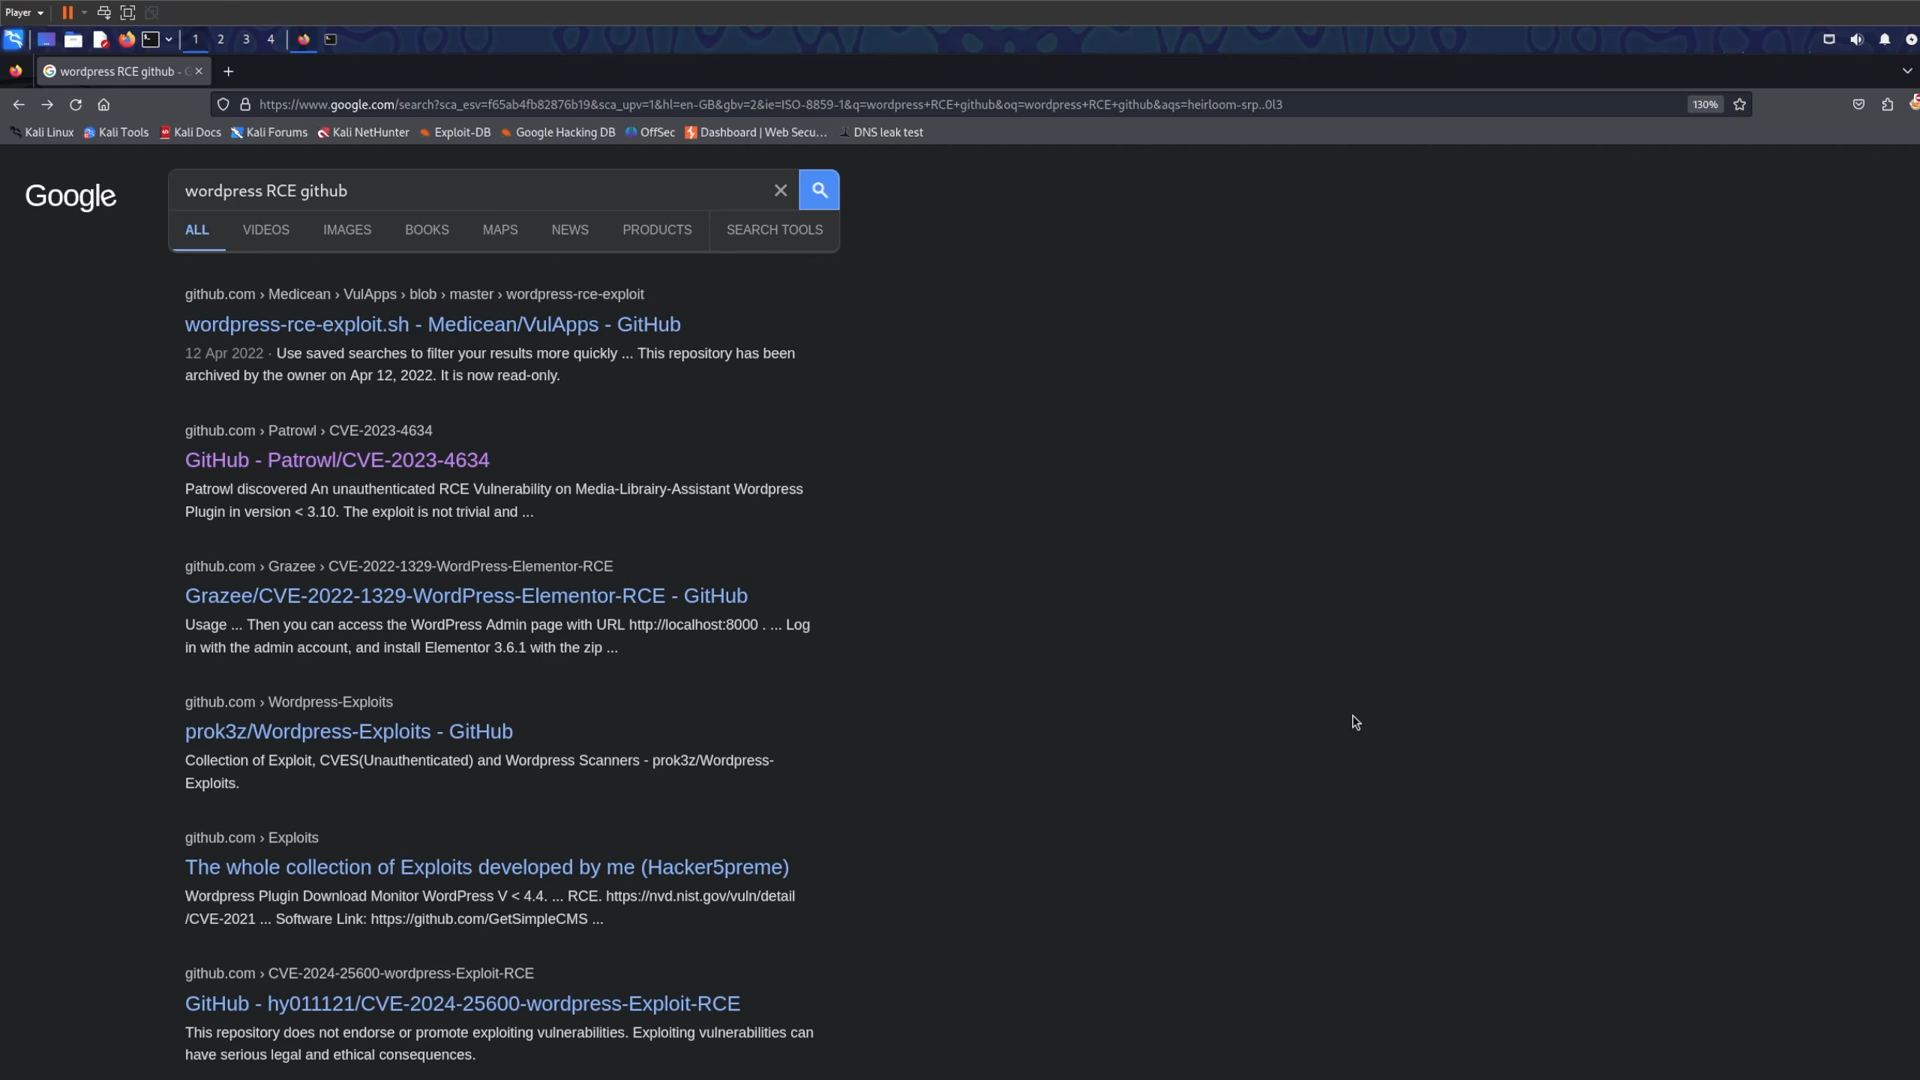 Player
1 2 3 4
wordpress RCE github - G
https://www.google.com/search?sca_esv=f65ab4fb82876b19&sca_upv=1&hl=en-GB&gbv=2&ie=ISO-8859-1&q=wordpress+RCE+github&oq=wordpress+RCE+github&aqs=heirloom-srp..0l3 130%
Kali Linux Kali Tools Kali Docs Kali Forums Kali NetHunter Exploit-DB Google Hacking DB OffSec Dashboard | Web Secu... DNS leak test
Google wordpress RCE github
ALL VIDEOS IMAGES BOOKS MAPS NEWS PRODUCTS SEARCH TOOLS
github.com › Medicean › VulApps › blob › master › wordpress-rce-exploit
wordpress-rce-exploit.sh - Medicean/VulApps - GitHub
12 Apr 2022 · Use saved searches to filter your results more quickly ... This repository has been
archived by the owner on Apr 12, 2022. It is now read-only.
github.com › Patrowl › CVE-2023-4634
GitHub - Patrowl/CVE-2023-4634
Patrowl discovered An unauthenticated RCE Vulnerability on Media-Librairy-Assistant Wordpress
Plugin in version < 3.10. The exploit is not trivial and ...
github.com › Grazee › CVE-2022-1329-WordPress-Elementor-RCE
Grazee/CVE-2022-1329-WordPress-Elementor-RCE - GitHub
Usage ... Then you can access the WordPress Admin page with URL http://localhost:8000 . ... Log
in with the admin account, and install Elementor 3.6.1 with the zip ...
github.com › Wordpress-Exploits
prok3z/Wordpress-Exploits - GitHub
Collection of Exploit, CVES(Unauthenticated) and Wordpress Scanners - prok3z/Wordpress-
Exploits.
github.com › Exploits
The whole collection of Exploits developed by me (Hacker5preme)
Wordpress Plugin Download Monitor WordPress V < 4.4. ... RCE. https://nvd.nist.gov/vuln/detail
/CVE-2021 ... Software Link: https://github.com/GetSimpleCMS ...
github.com › CVE-2024-25600-wordpress-Exploit-RCE
GitHub - hy011121/CVE-2024-25600-wordpress-Exploit-RCE
This repository does not endorse or promote exploiting vulnerabilities. Exploiting vulnerabilities can
have serious legal and ethical consequences.